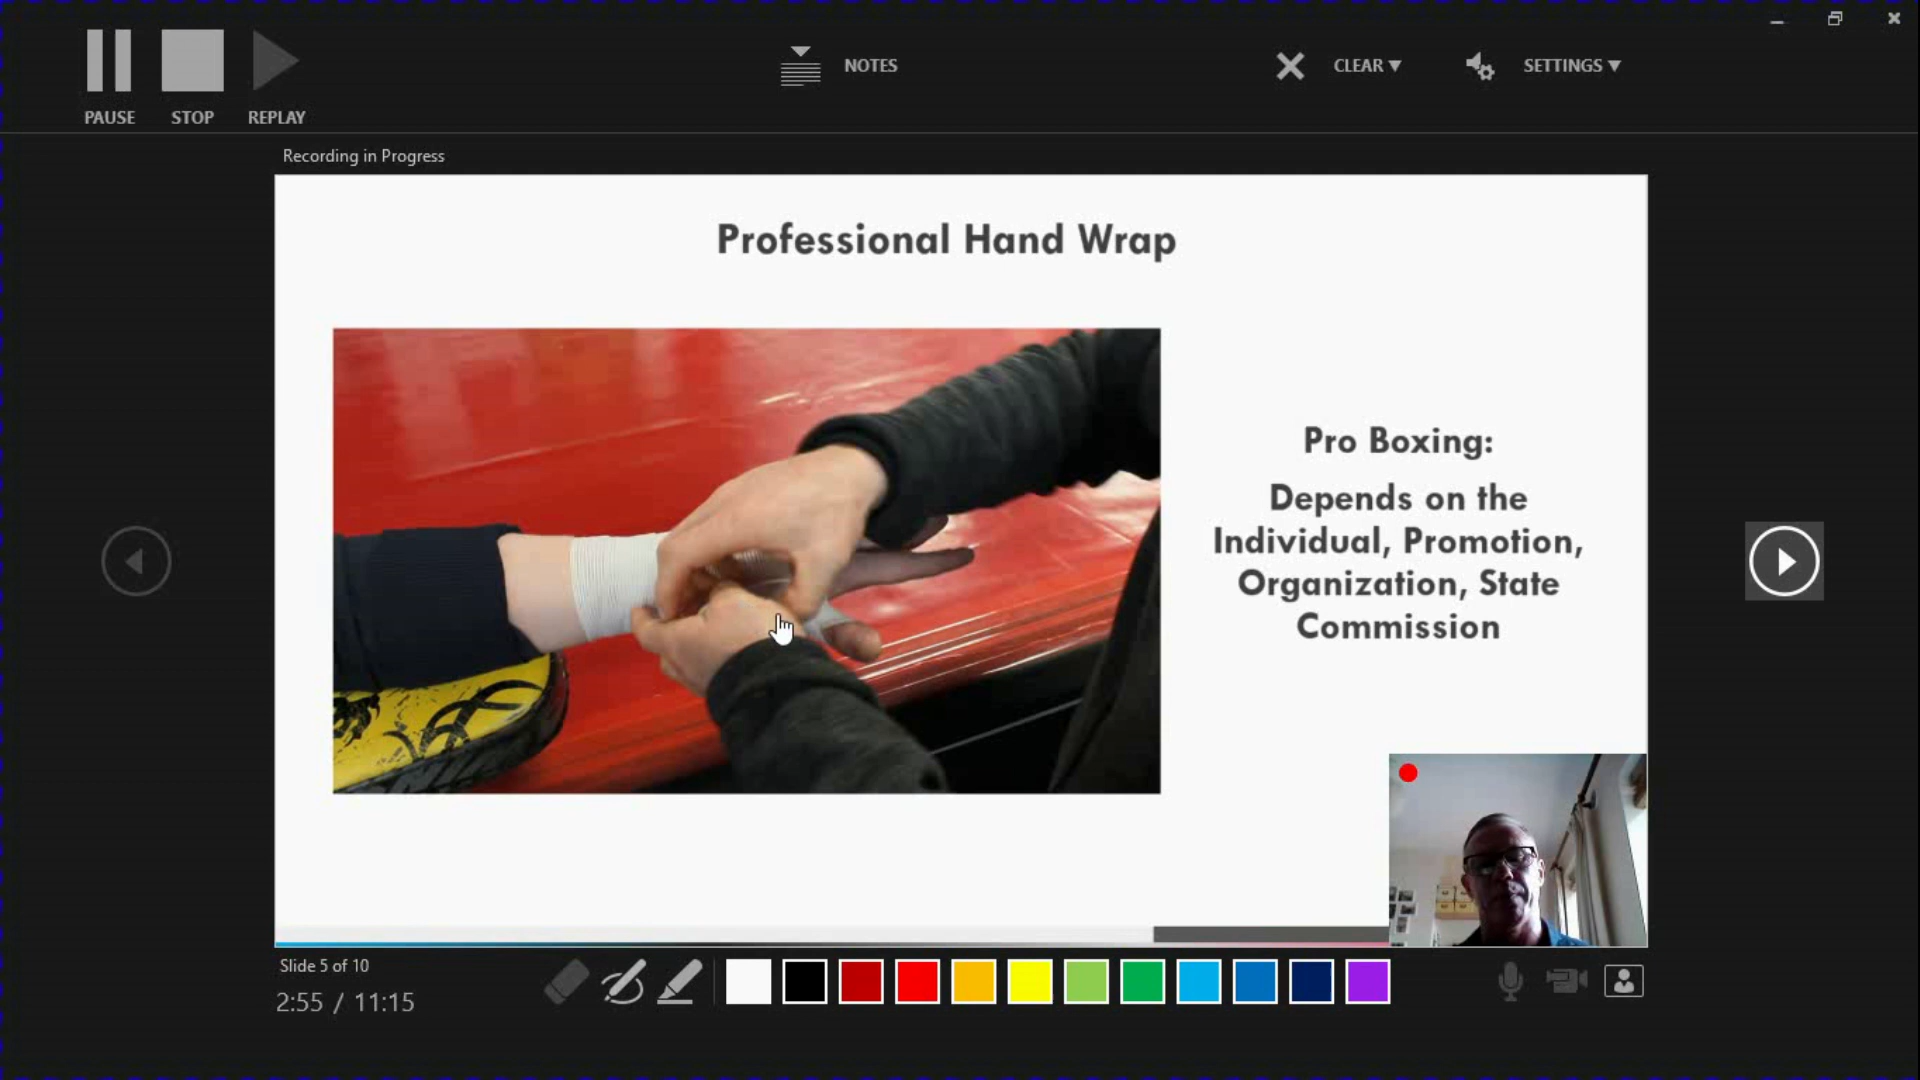 PAUSE
STOP
REPLAY
NOTES
CLEAR
SETTINGS
Recording in Progress
Professional Hand Wrap
Pro Boxing:
Depends on the
Individual, Promotion,
Organization, State
Commission
Slide 5 of 10
2:55 / 11:15